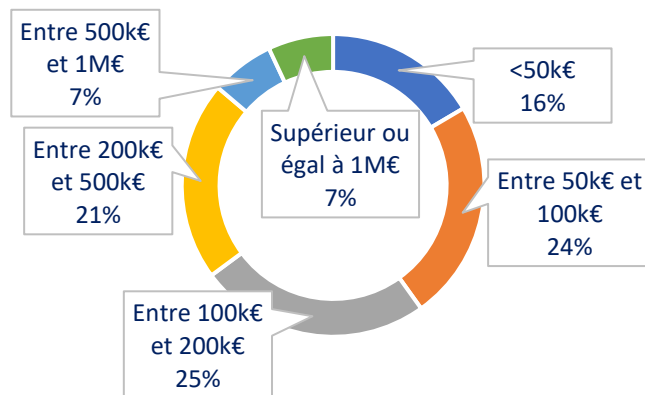 Entre 500k€
et 1M€
7%
<50k€
16%
Supérieur ou
égal à 1M€
7%
Entre 200k€
et 500k€
21%
Entre 50k€ et
100k€
24%
Entre 100k€
et 200k€
25%